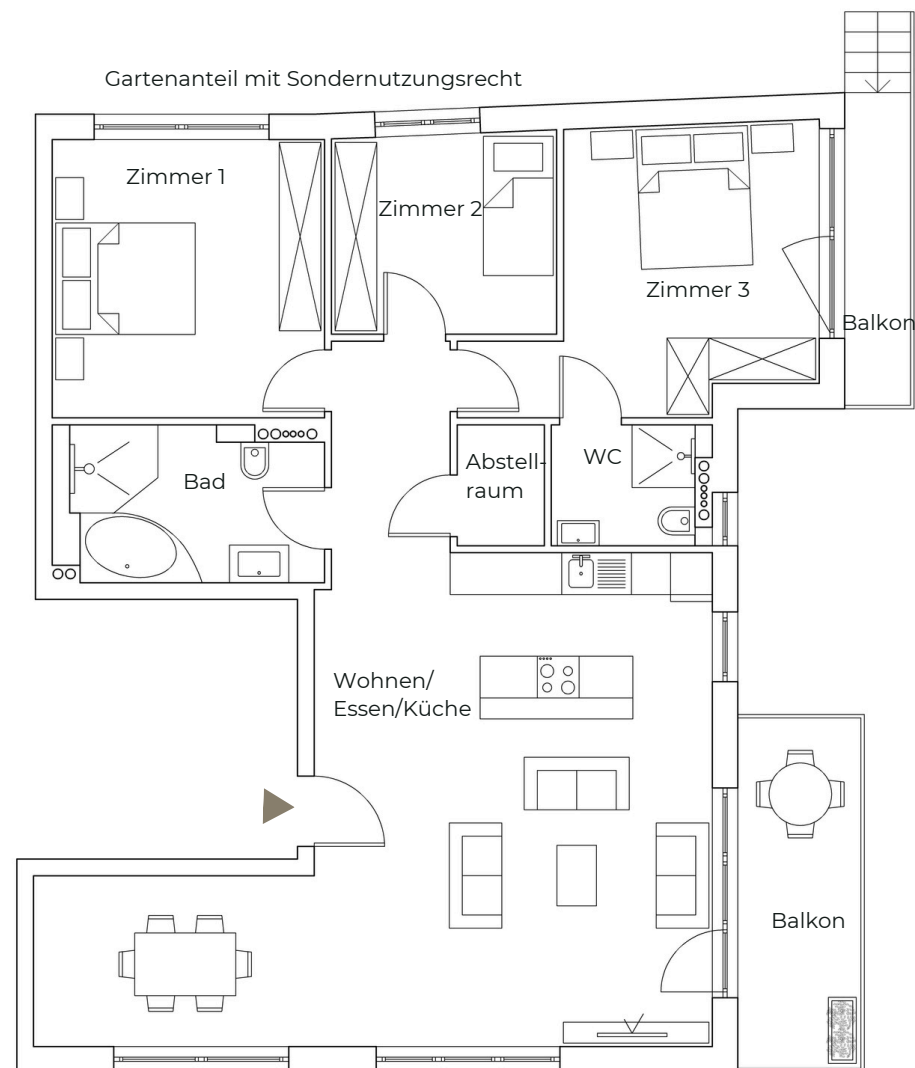 Gartenanteil mit Sondernutzungsrecht
Zimmer 1
Zimmer 2
Zimmer 3
Balkon
Bad
Abstell-
raum
WC
Wohnen/
Essen/Küche
Balkon